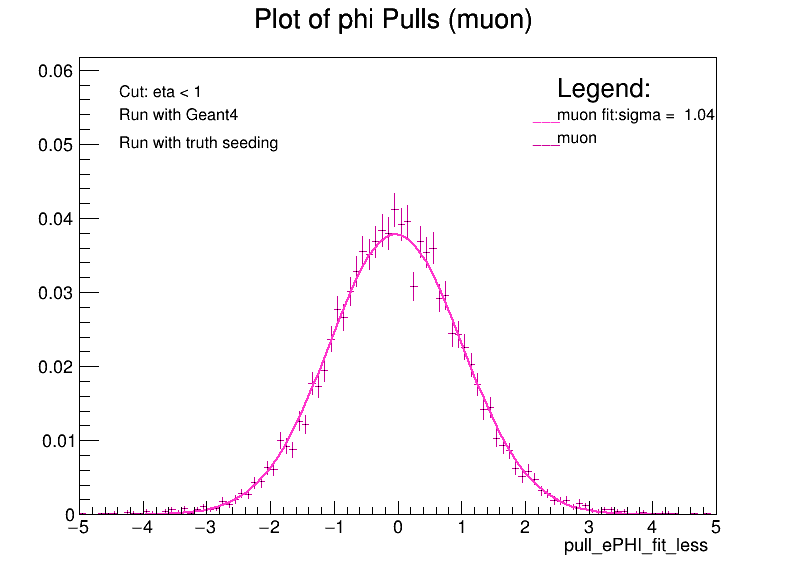 Plot of phi Pulls (muon)
Cut: eta < 1
Run with Geant4
Run with truth seeding
Legend:
___muon fit:sigma = 1.04
___muon
0.06
0.05
0.04
0.03
0.02
0.01
0
−5 −4 −3 −2 −1 0 1 2 3 4 5
pull_ePHI_fit_less